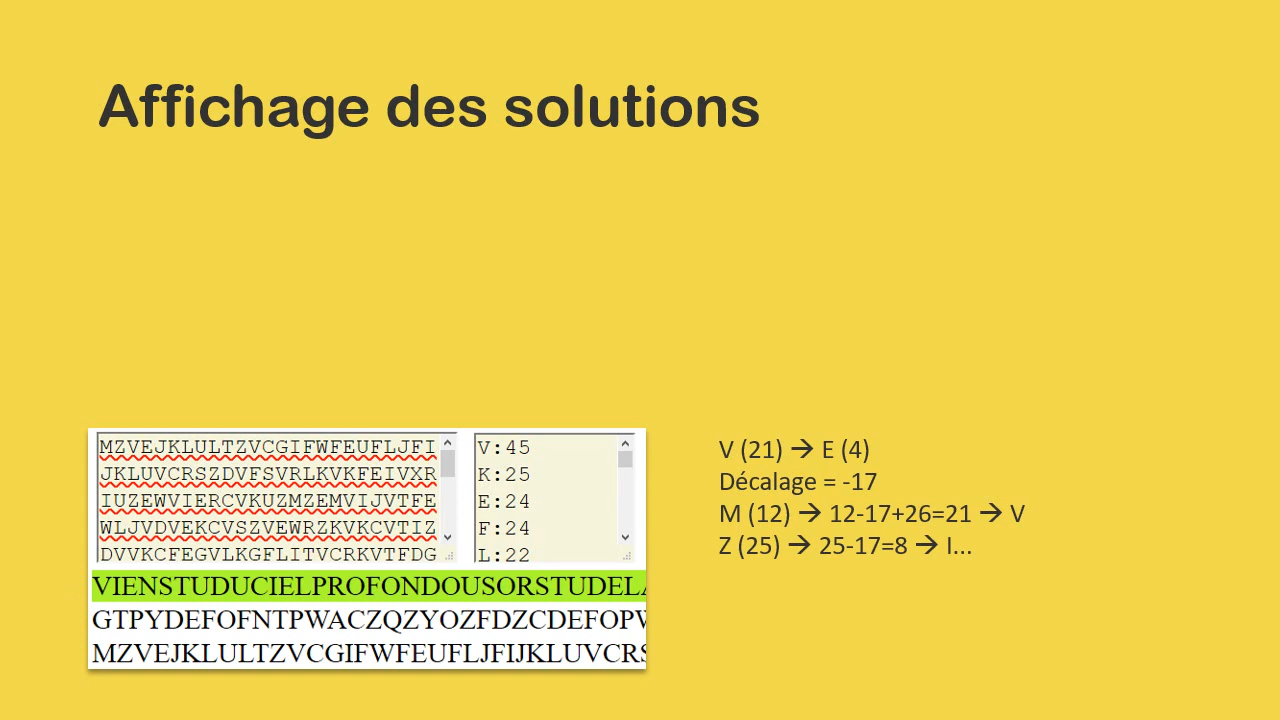 Affichage des solutions
MZVEJKLULTZVCGIFWFEUFLJFI
JKLUVCRSZDVFSVRLKVKFEIVXR
IUZEWVIERCVKUZMZEMVIJVTFE
WLJVDVEKCVSZVEWRZKVKCVTIZ
DVVKCFEGVLKGFLITVCRKVTFDG
V:45
K:25
E:24
F:24
L:22
VIENSTUDUCIELPROFONDOUSORSTUDELA
GTPYDEFOFNTPWACZQZYOZFDZCDEFOPW
MZVEJKLULTZVCGIFWFEUFLJFIJKLUVCRS
V (21) → E (4)
Décalage = -17
M (12) → 12-17+26=21 → V
Z (25) → 25-17=8 → I...